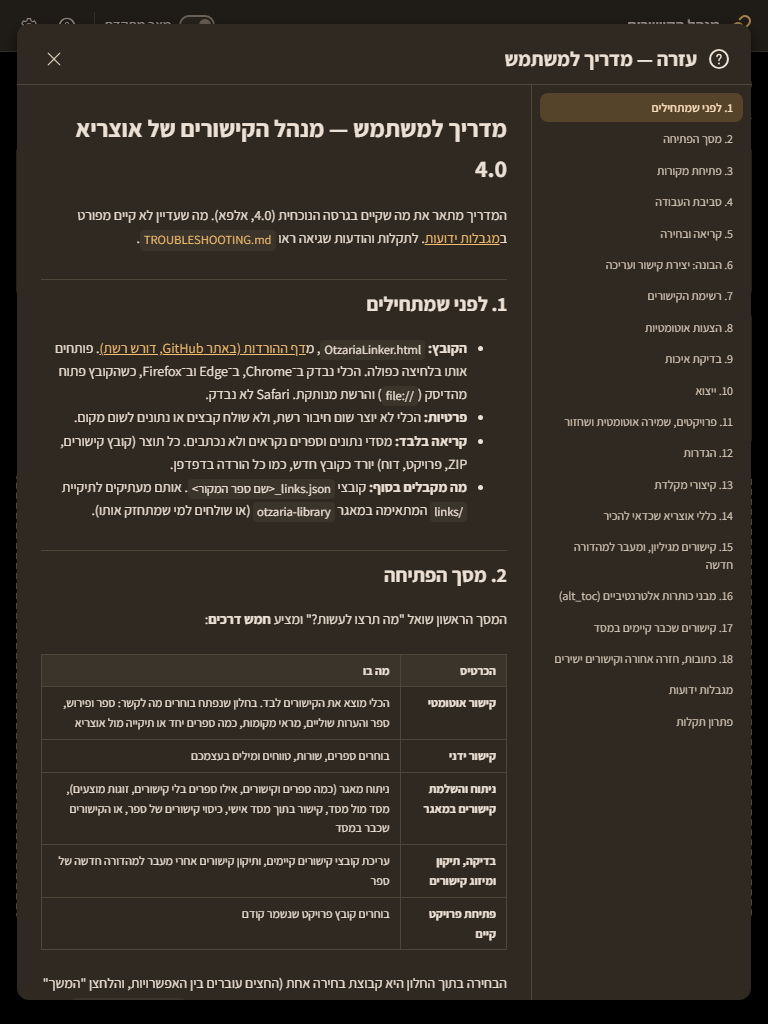 מנהל הקישורים
מצב מתקדם
עזרה — מדריך למשתמש
1. לפני שמתחילים
2. מסך הפתיחה
3. פתיחת מקורות
4. סביבת העבודה
5. קריאה ובחירה
6. הבונה: יצירת קישור ועריכה
7. רשימת הקישורים
8. הצעות אוטומטיות
9. בדיקת איכות
10. ייצוא
11. פרויקטים, שמירה אוטומטית ושחזור
12. הגדרות
13. קיצורי מקלדת
14. כללי אוצריא שכדאי להכיר
15. קישורים מגיליון, ומעבר למהדורה
חדשה
16. מבני כותרות אלטרנטיביים (alt_toc)
17. קישורים שכבר קיימים במסד
18. כתובות, חזרה אחורה וקישורים ישירים
מגבלות ידועות
פתרון תקלות
מדריך למשתמש — מנהל הקישורים של אוצריא
4.0
המדריך מתאר את מה שקיים בגרסה הנוכחית (4.0, אלפא). מה שעדיין לא קיים מפורט
במגבלות ידועות. לתקלות והודעות שגיאה ראו TROUBLESHOOTING.md .
1. לפני שמתחילים
• הקובץ: OtzariaLinker.html , מדף ההורדות (באתר GitHub, דורש רשת). פותחים
אותו בלחיצה כפולה. הכלי נבדק ב־Chrome, ב־Edge וב־Firefox, כשהקובץ פתוח
מהדיסק ( file:// ) והרשת מנותקת. Safari לא נבדק.
• פרטיות: הכלי לא יוצר שום חיבור רשת, ולא שולח קבצים או נתונים לשום מקום.
• קריאה בלבד: מסדי נתונים וספרים נקראים ולא נכתבים. כל תוצר (קובץ קישורים,
ZIP, פרויקט, דוח) יורד כקובץ חדש, כמו כל הורדה בדפדפן.
• מה מקבלים בסוף: קובצי <שם ספר המקור>_links.json . אותם מעתיקים לתיקיית
links/ המתאימה במאגר otzaria-library (או שולחים למי שמתחזק אותו).
2. מסך הפתיחה
המסך הראשון שואל "מה תרצו לעשות?" ומציע חמש דרכים:
הכרטיס מה בו
קישור אוטומטי הכלי מוצא את הקישורים לבד. בחלון שנפתח בוחרים מה לקשר: ספר ופירוש,
ספר והערות שוליים, מראי מקומות, כמה ספרים יחד או תיקייה מול אוצריא
קישור ידני בוחרים ספרים, שורות, טווחים ומילים בעצמכם
ניתוח והשלמת ניתוח מאגר (כמה ספרים וקישורים, אילו ספרים בלי קישורים, זוגות מוצעים),
קישורים במאגר מסד מול מסד, קישור בתוך מסד אישי, כיסוי קישורים של ספר, או הקישורים
שכבר במסד
בדיקה, תיקון עריכת קובצי קישורים קיימים, ותיקון קישורים אחרי מעבר למהדורה חדשה של
ומיזוג קישורים ספר
פתיחת פרויקט בוחרים קובץ פרויקט שנשמר קודם
קיים
הבחירה בתוך החלון היא קבוצת בחירה אחת (החצים עוברים בין האפשרויות, והלחצן "המשך"